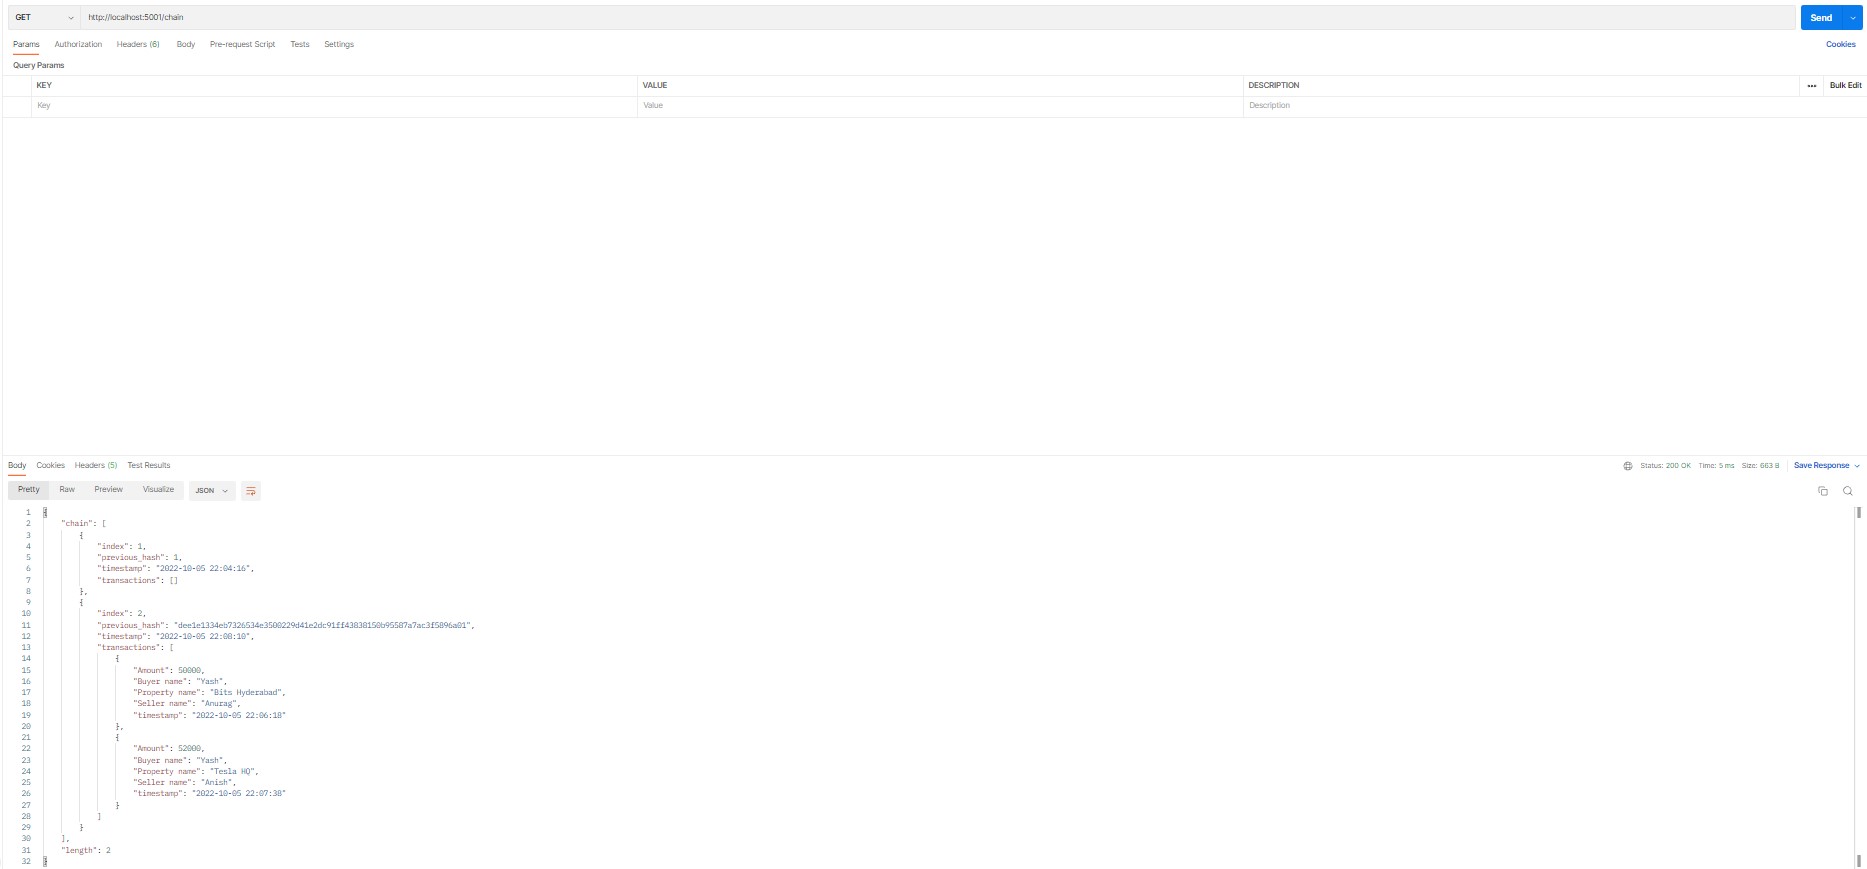 GET http://localhost:5001/chain Send
Params Authorization Headers (6) Body Pre-request Script Tests Settings Cookies
Query Params
KEY VALUE DESCRIPTION ••• Bulk Edit
Key Value Description
Body Cookies Headers (5) Test Results Status: 200 OK Time: 5 ms Size: 663 B Save Response
Pretty Raw Preview Visualize JSON
1 {
2 "chain": [
3 {
4 "index": 1,
5 "previous_hash": 1,
6 "timestamp": "2022-10-05 22:04:16",
7 "transactions": []
8 },
9 {
10 "index": 2,
11 "previous_hash": "dee1e1334eb7326534e3500229d41e2dc91ff43838150b95587a7ac3f5896a01",
12 "timestamp": "2022-10-05 22:08:10",
13 "transactions": [
14 {
15 "Amount": 50000,
16 "Buyer name": "Yash",
17 "Property name": "Bits Hyderabad",
18 "Seller name": "Anurag",
19 "timestamp": "2022-10-05 22:06:18"
20 },
21 {
22 "Amount": 52000,
23 "Buyer name": "Yash",
24 "Property name": "Tesla HQ",
25 "Seller name": "Anish",
26 "timestamp": "2022-10-05 22:07:38"
27 }
28 ]
29 }
30 ],
31 "length": 2
32 }